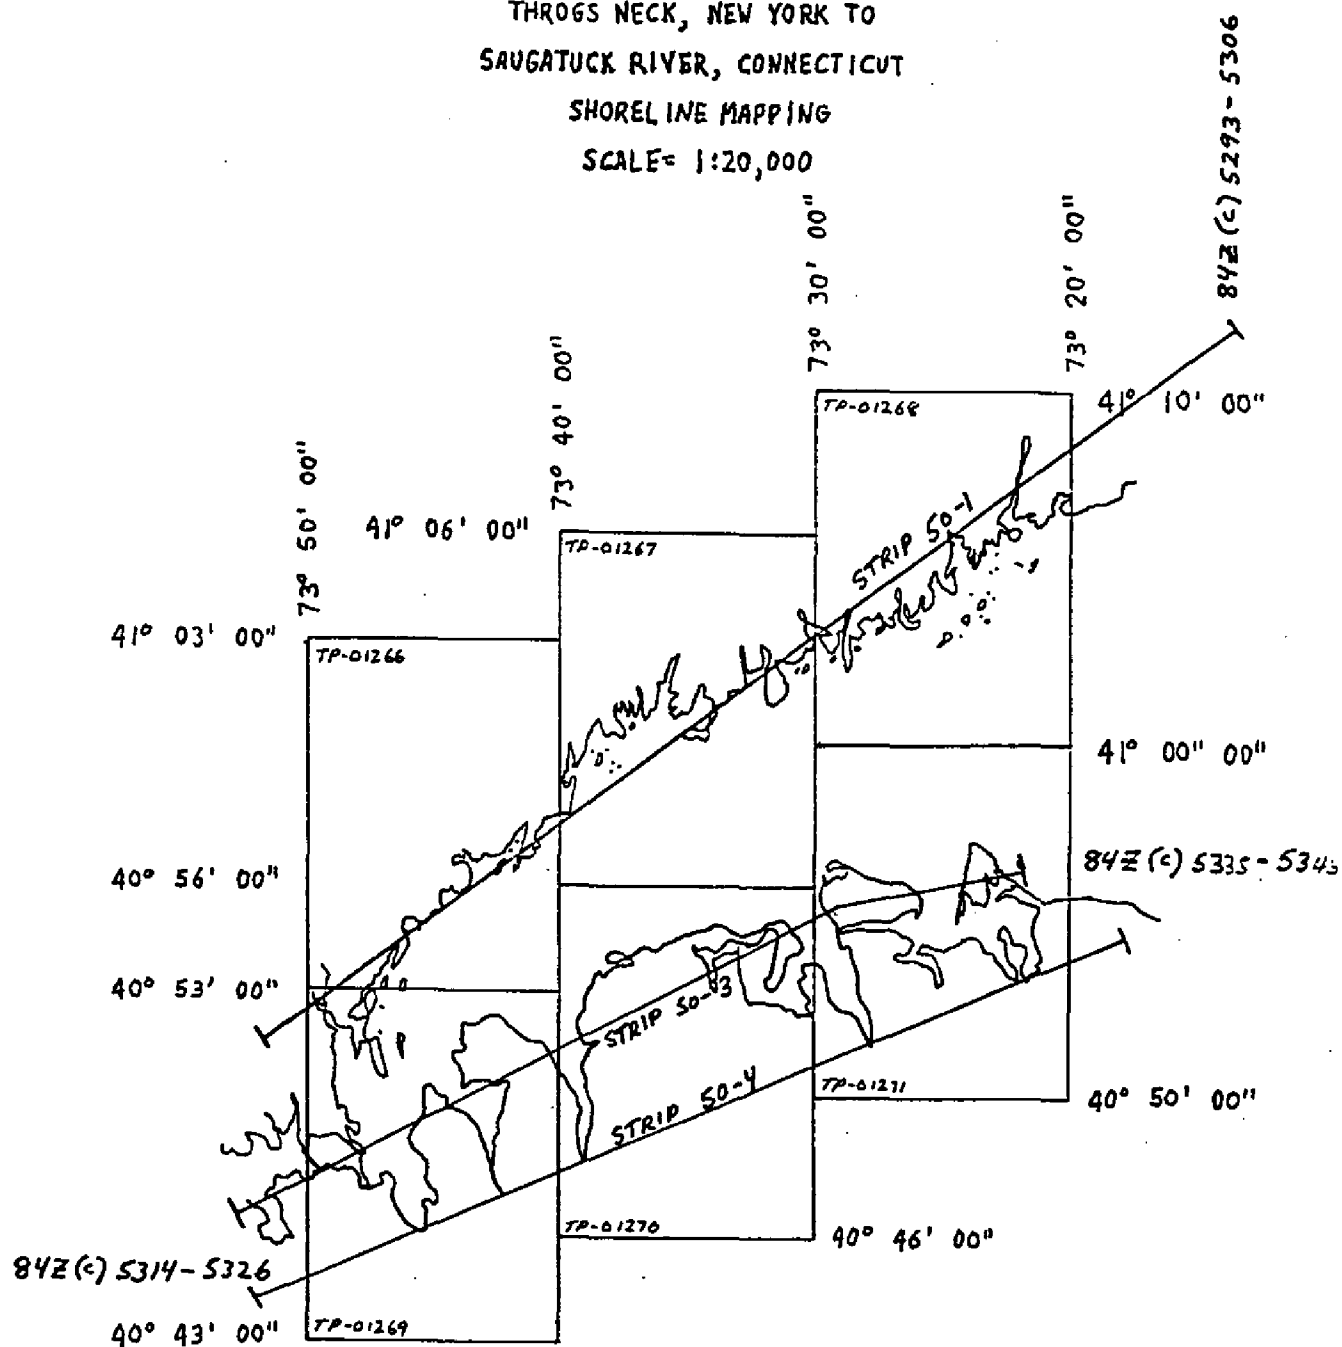 THROGS NECK, NEW YORK TO
SAUGATUCK RIVER, CONNECTICUT
SHORELINE MAPPING
SCALE= 1:20,000
84Z (c) 5293-5306
73° 30' 00"
73° 20' 00"
73° 40' 00"
73° 50' 00"
TP-01268
41° 10' 00"
41° 06' 00"
TP-01267
STRIP 50-1
41° 03' 00"
TP-01266
41° 00" 00"
84Z (c) 5335-5343
40° 56' 00"
40° 53' 00"
STRIP 50-3
STRIP 50-4
TP-01271
40° 50' 00"
TP-01270
40° 46' 00"
84Z (c) 5314-5326
40° 43' 00"
TP-01269